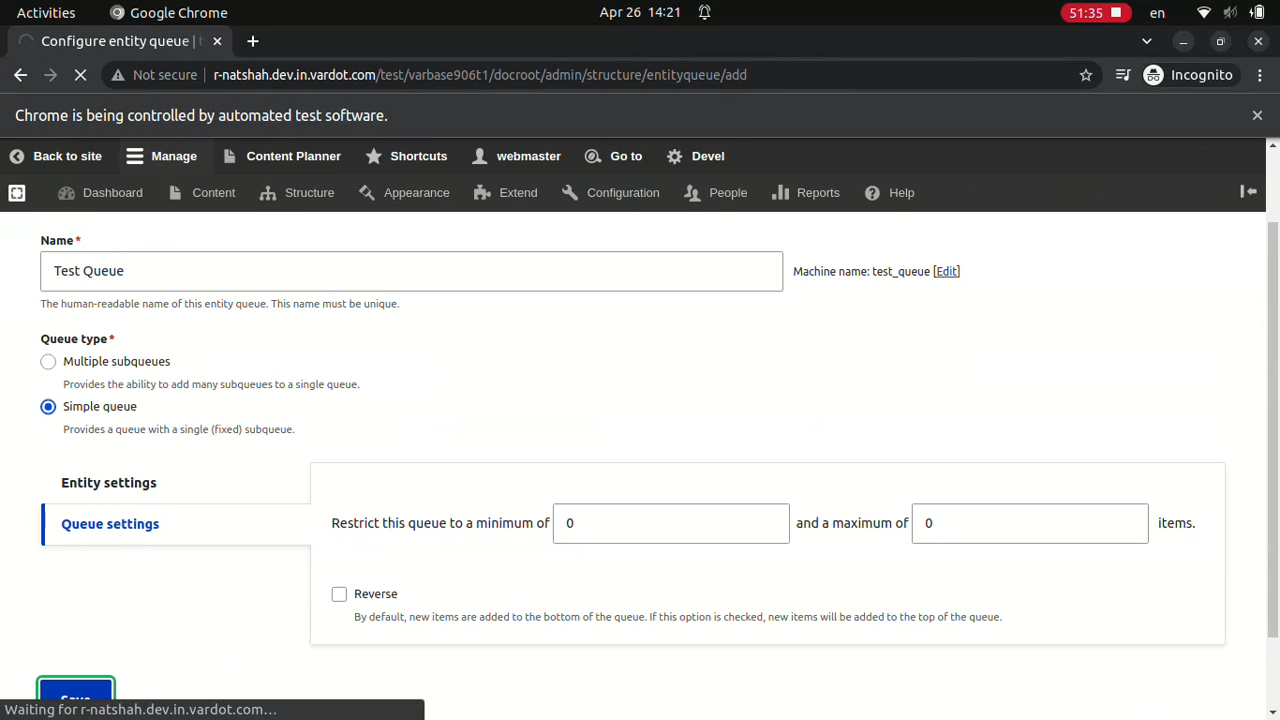 Activities
Google Chrome
Apr 26 14:21
51:35
en
Configure entity queue |
Not secure
r-natshah.dev.in.vardot.com/test/varbase906t1/docroot/admin/structure/entityqueue/add
Incognito
Chrome is being controlled by automated test software.
Back to site
Manage
Content Planner
Shortcuts
webmaster
Go to
Devel
Dashboard
Content
Structure
Appearance
Extend
Configuration
People
Reports
Help
Name*
Test Queue
Machine name: test_queue [Edit]
The human-readable name of this entity queue. This name must be unique.
Queue type*
Multiple subqueues
Provides the ability to add many subqueues to a single queue.
Simple queue
Provides a queue with a single (fixed) subqueue.
Entity settings
Queue settings
Restrict this queue to a minimum of 0 and a maximum of 0 items.
Reverse
By default, new items are added to the bottom of the queue. If this option is checked, new items will be added to the top of the queue.
Save
Waiting for r-natshah.dev.in.vardot.com...